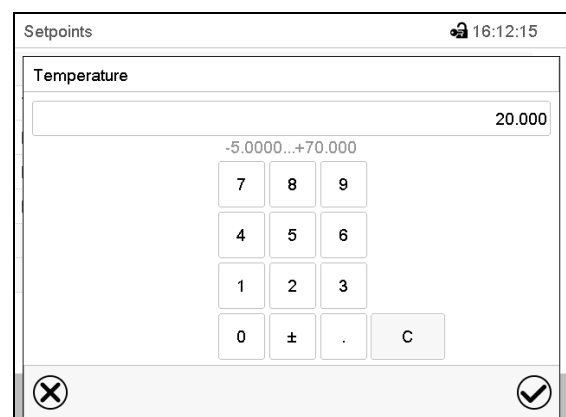 Setpoints 16:12:15
Temperature
20.000
-5.0000...+70.000
7 8 9
4 5 6
1 2 3
0 ± . C